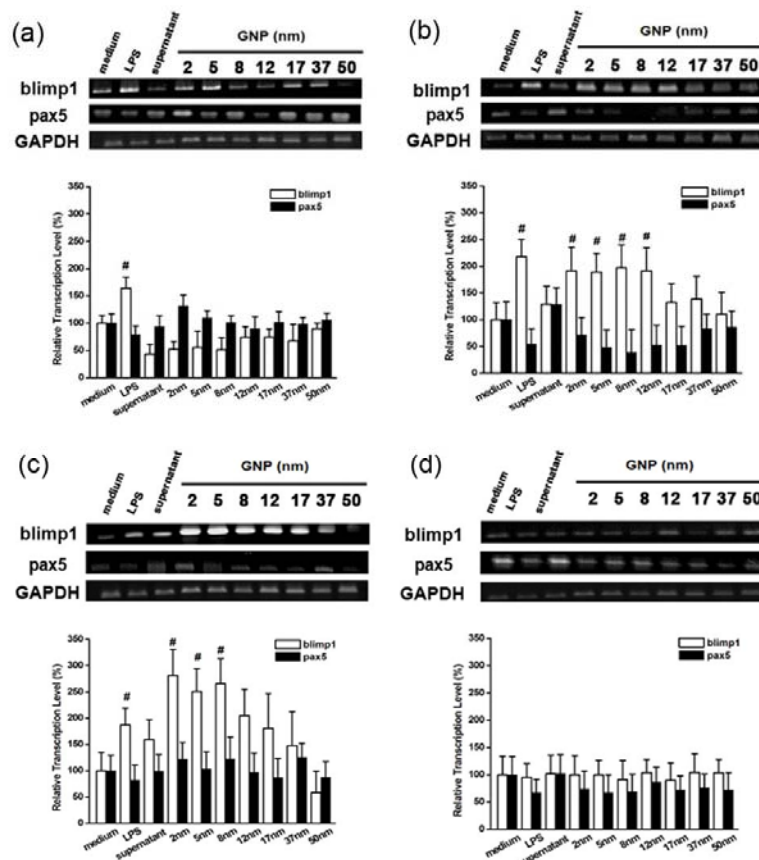 (a)
GNP (nm)
medium LPS supernatant 2 5 8 12 17 37 50
blimp1
pax5
GAPDH
350
300
250
200
150
100
50
0
Relative Transcription Level (%)
blimp1
pax5
#
medium LPS supernatant 2nm 5nm 8nm 12nm 17nm 37nm 50nm
(b)
GNP (nm)
medium LPS supernatant 2 5 8 12 17 37 50
blimp1
pax5
GAPDH
350
300
250
200
150
100
50
0
Relative Transcription Level (%)
blimp1
pax5
# # # # #
medium LPS supernatant 2nm 5nm 8nm 12nm 17nm 37nm 50nm
(c)
GNP (nm)
medium LPS supernatant 2 5 8 12 17 37 50
blimp1
pax5
GAPDH
350
300
250
200
150
100
50
0
Relative Transcription Level (%)
blimp1
pax5
# # # #
medium LPS supernatant 2nm 5nm 8nm 12nm 17nm 37nm 50nm
(d)
GNP (nm)
medium LPS supernatant 2 5 8 12 17 37 50
blimp1
pax5
GAPDH
350
300
250
200
150
100
50
0
Relative Transcription Level (%)
blimp1
pax5
medium LPS supernatant 2nm 5nm 8nm 12nm 17nm 37nm 50nm